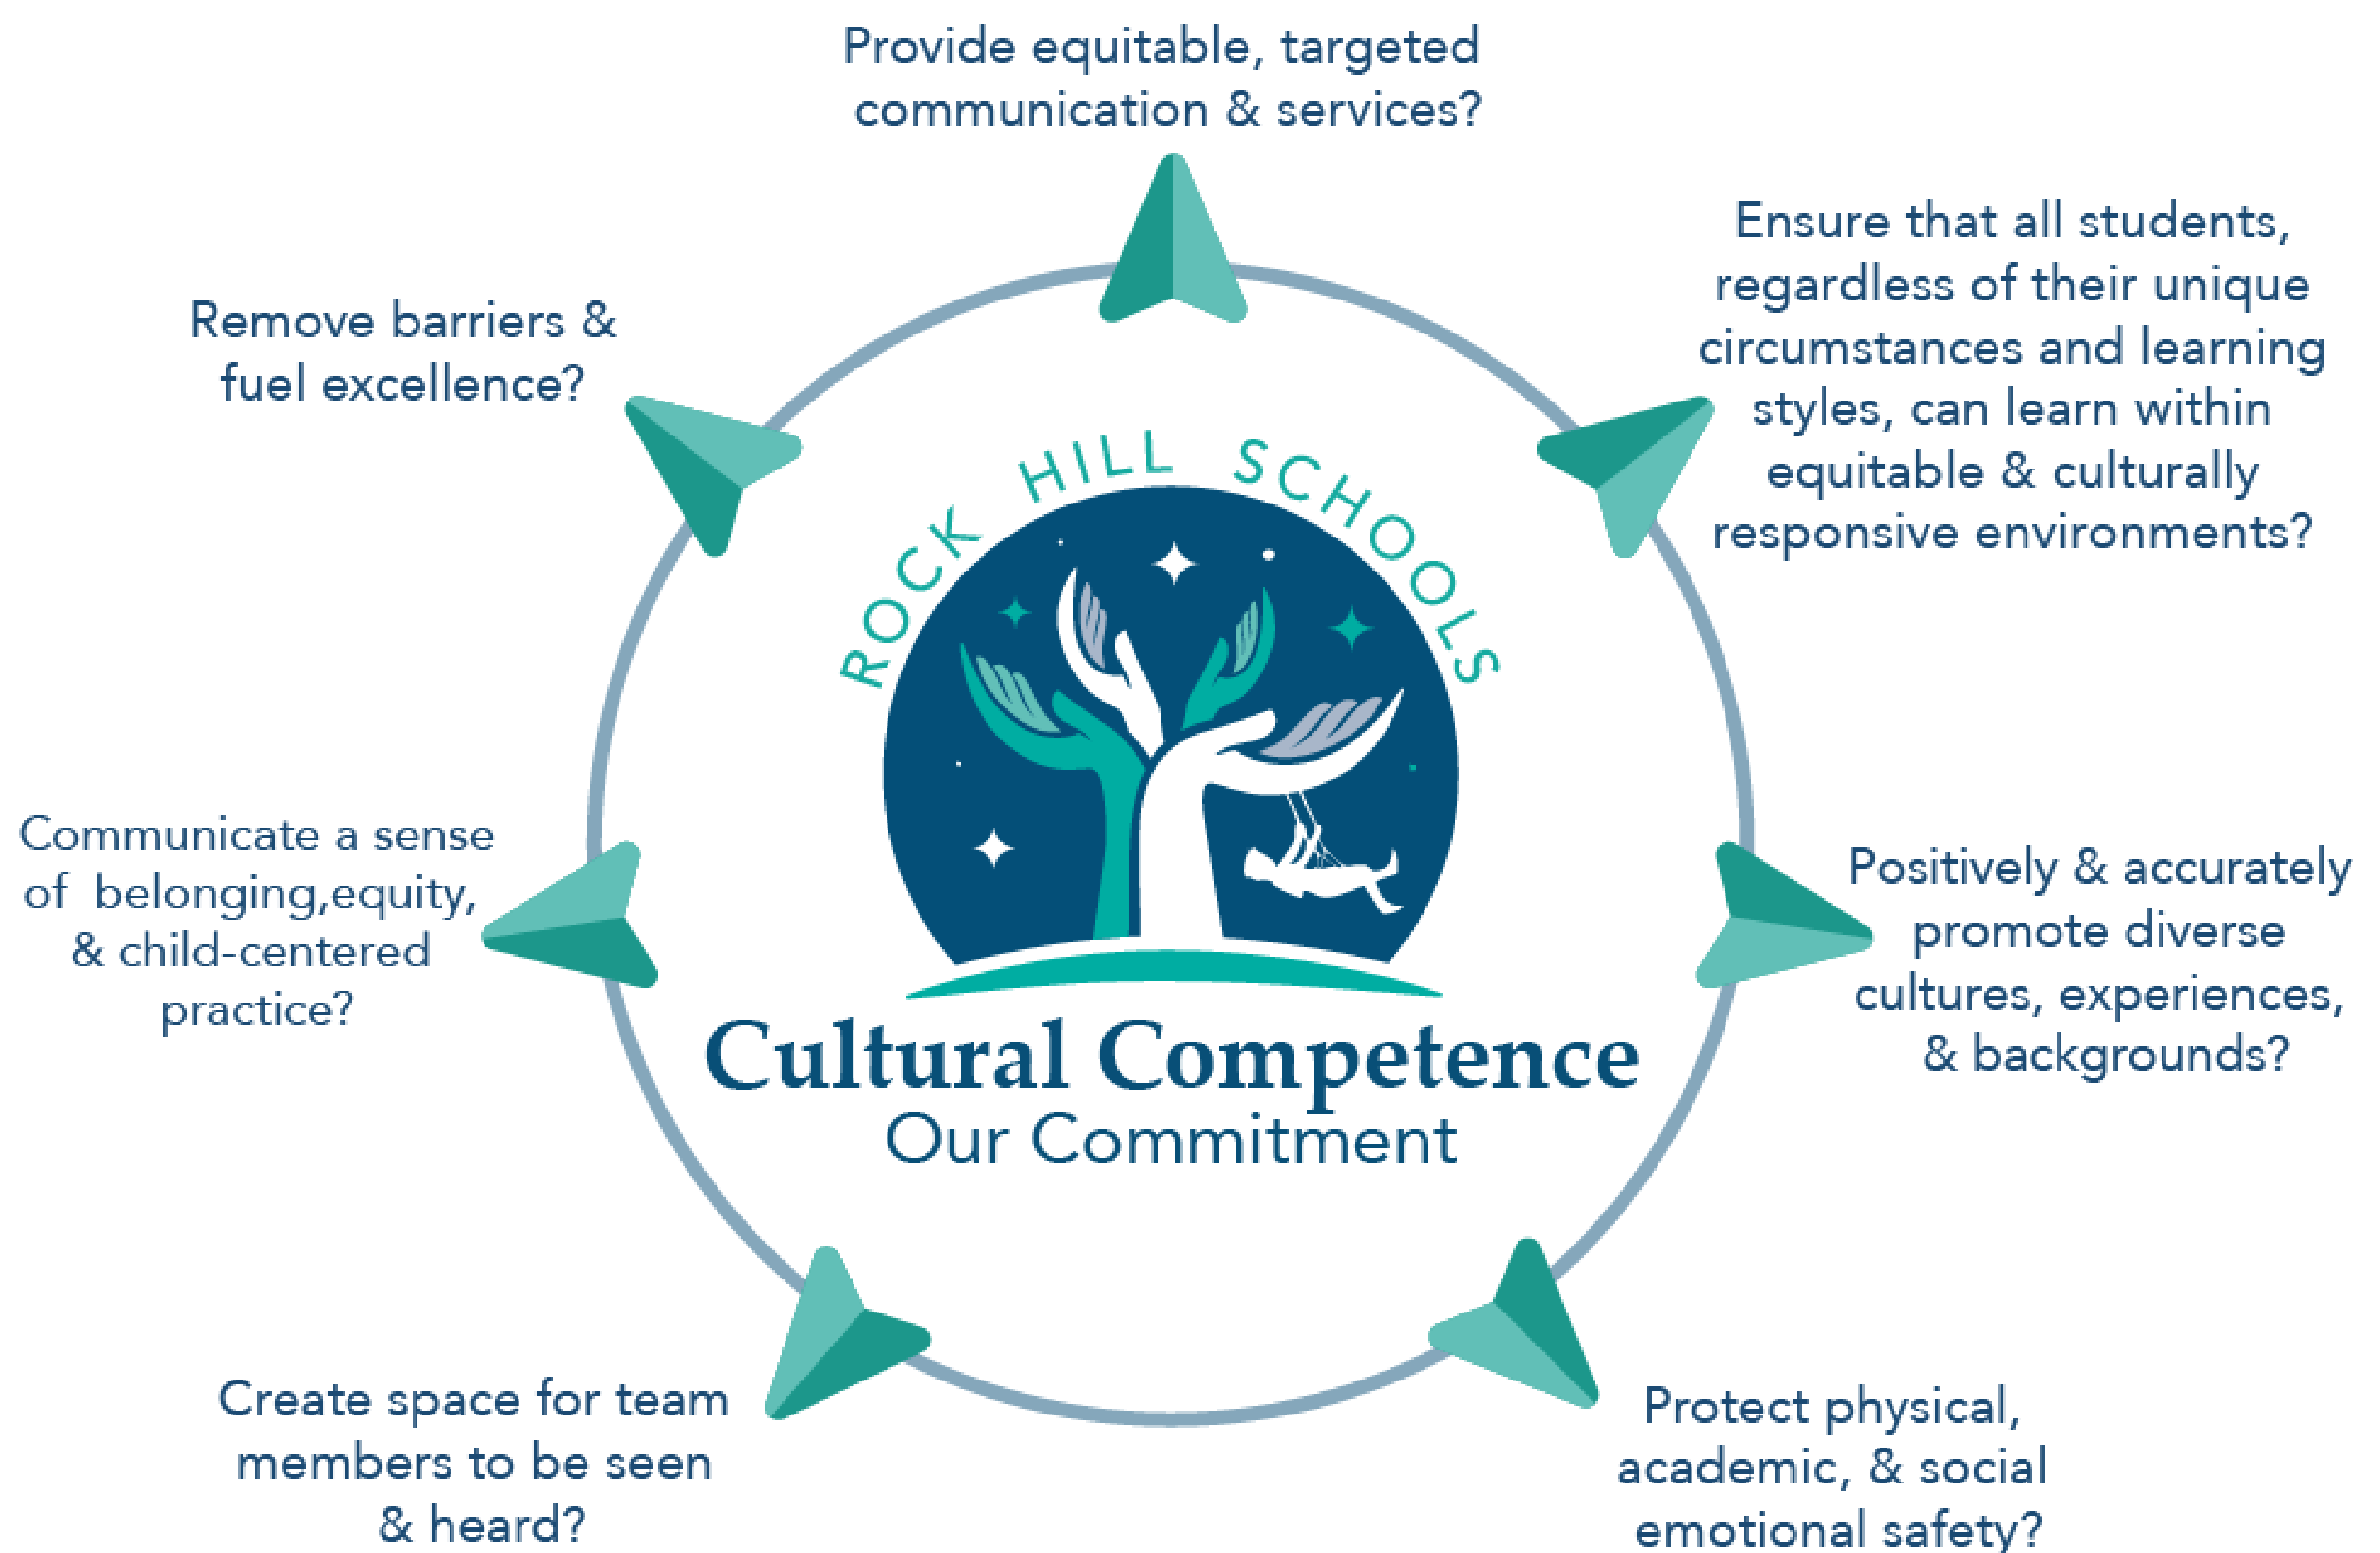 Provide equitable, targeted
communication & services?
Ensure that all students,
regardless of their unique
circumstances and learning
styles, can learn within
equitable & culturally
responsive environments?
Positively & accurately
promote diverse
cultures, experiences,
& backgrounds?
Protect physical,
academic, & social
emotional safety?
Create space for team
members to be seen
& heard?
Communicate a sense
of  belonging,equity,
& child-centered
practice?
Remove barriers &
fuel excellence?
ROCK HILL SCHOOLS
Cultural Competence
Our Commitment